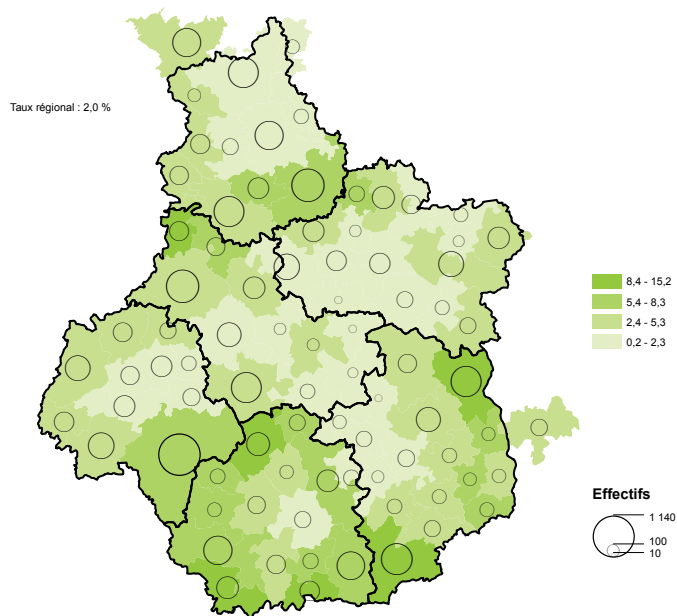 Taux régional : 2,0 %
8,4 - 15,2
5,4 - 8,3
2,4 - 5,3
0,2 - 2,3
Effectifs
1 140
100
10